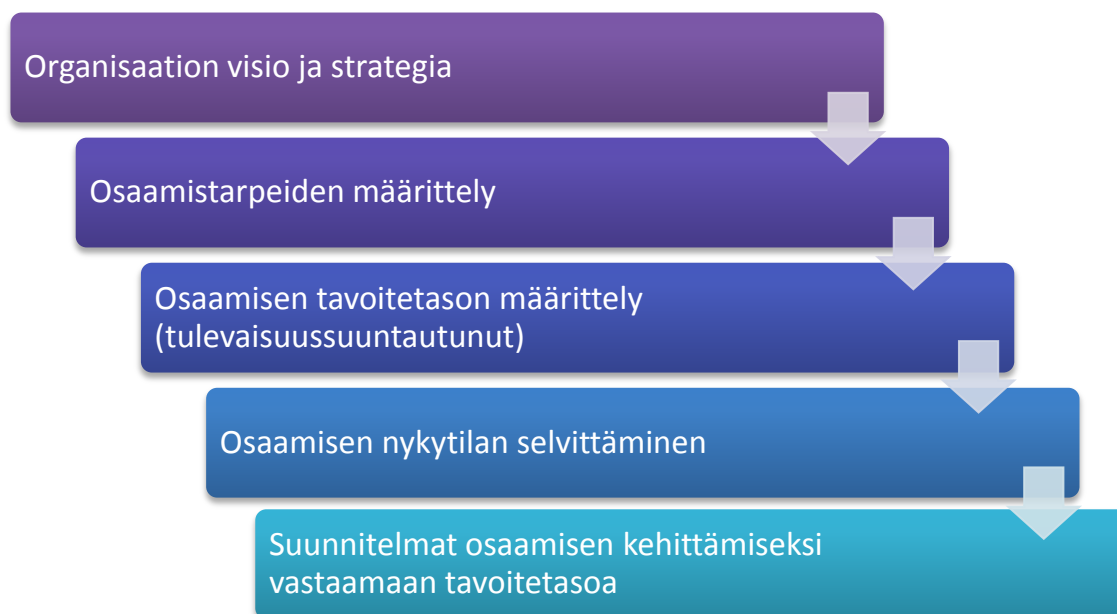 Organisaation visio ja strategia
Osaamistarpeiden määrittely
Osaamisen tavoitetason määrittely
(tulevaisuussuuntautunut)
Osaamisen nykytilan selvittäminen
Suunnitelmat osaamisen kehittämiseksi
vastaamaan tavoitetasoa